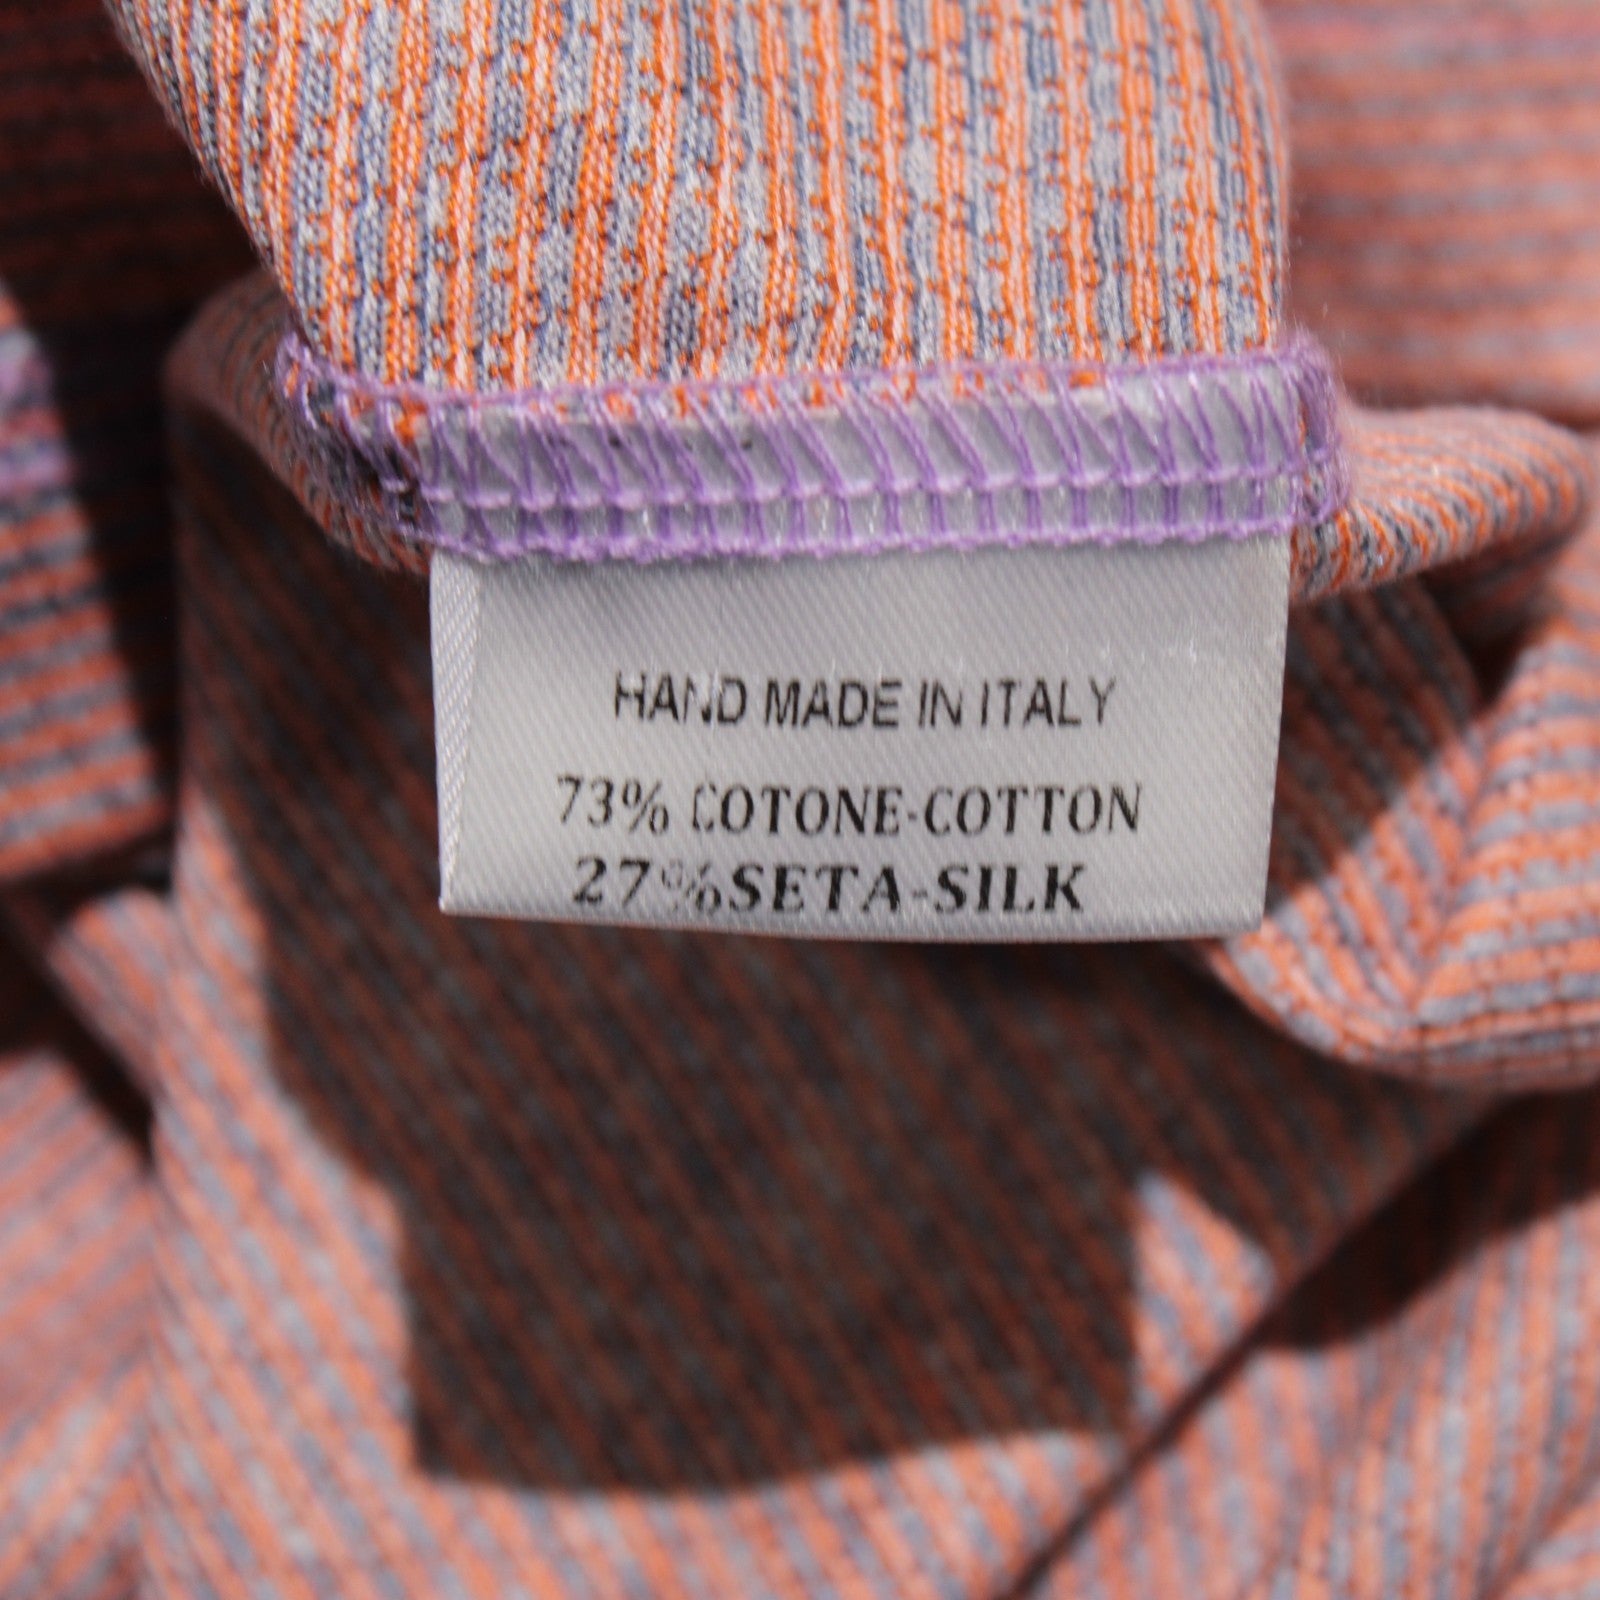 HAND MADE IN ITALY
73% COTONE-COTTON
27% SETA-SILK